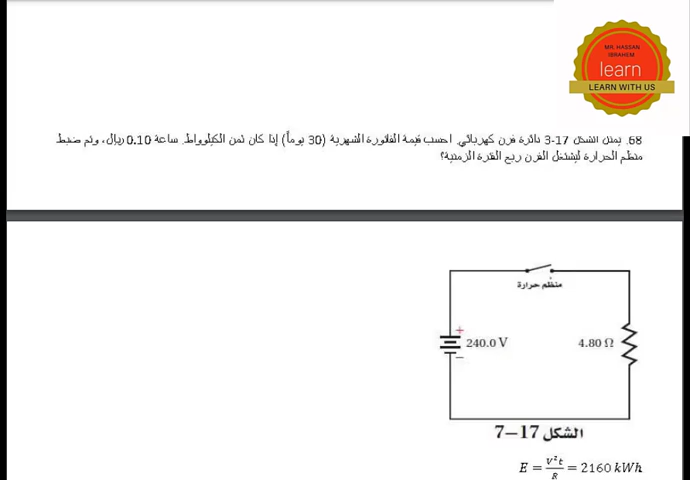 MR. HASSAN
IBRAHEM
learn
LEARN WITH US
68. يمثل الشكل 17-3 دائرة فرن كهربائي. احسب قيمة الفاتورة الشهرية (30 يوماً) إذا كان ثمن الكيلوواط. ساعة 0.10 ريال، وتم ضبط
منظم الحرارة ليشتغل الفرن ربع الفترة الزمنية؟
منظم حرارة
+
240.0 V
4.80 Ω
−
الشكل 17–7
E = V²t/R = 2160 kWh